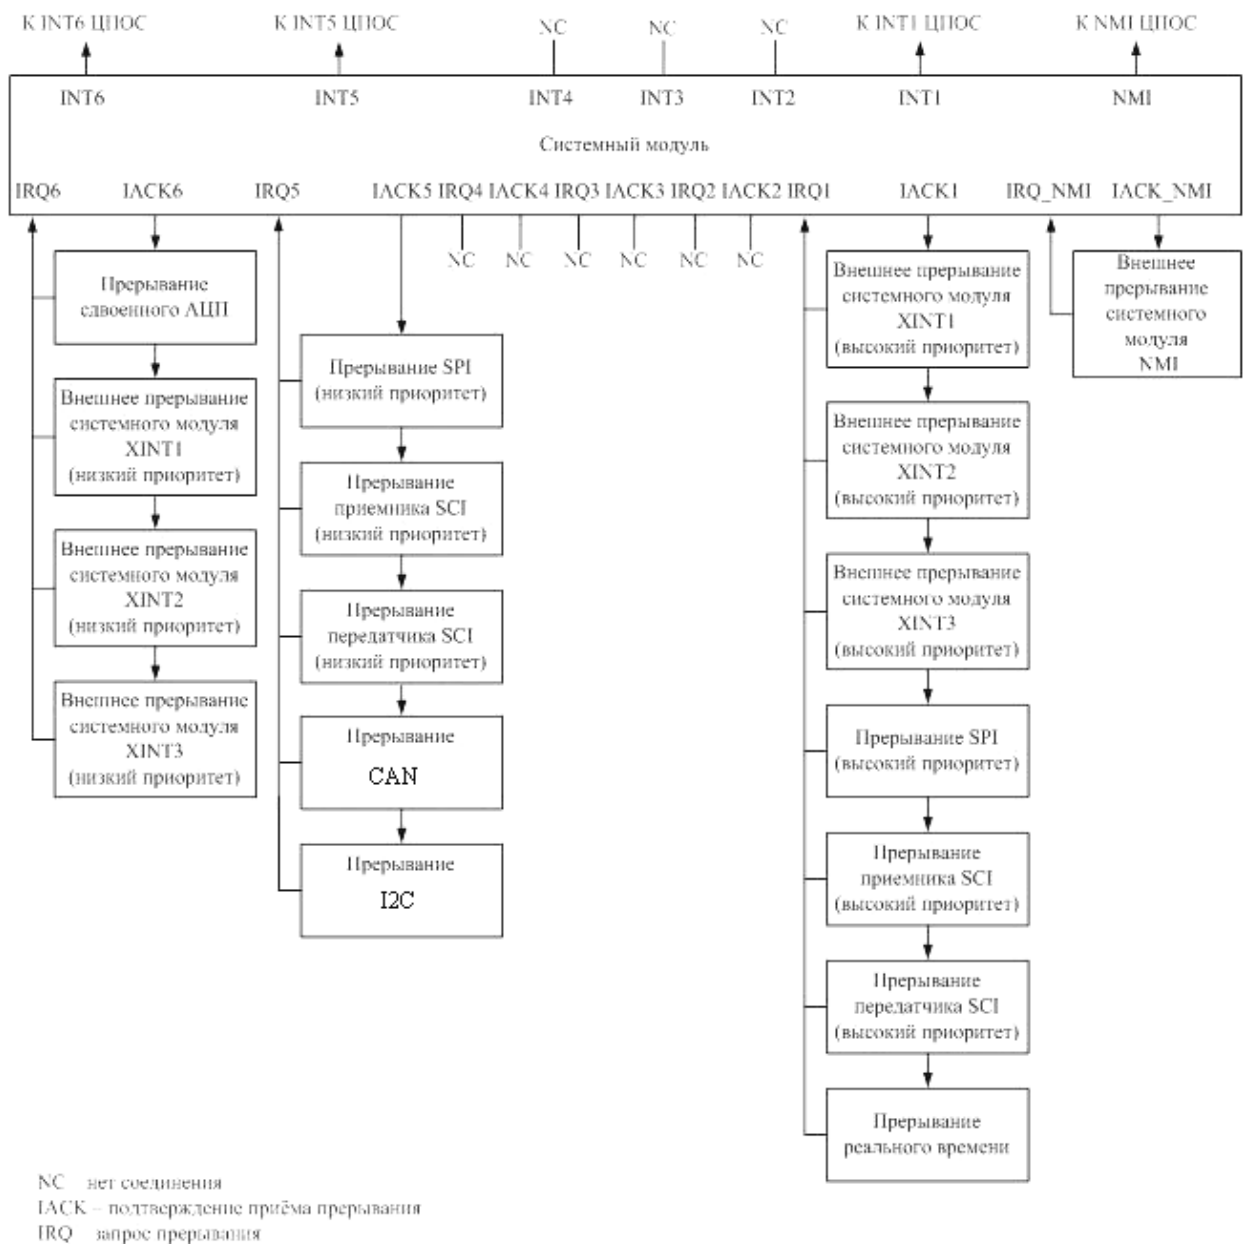 К INT6 ЦПОС
К INT5 ЦПОС
NC
NC
NC
К INT1 ЦПОС
К NMI ЦПОС
INT6
INT5
INT4
INT3
INT2
INT1
NMI
Системный модуль
IRQ6
IACK6
IRQ5
IACK5
IRQ4
IACK4
IRQ3
IACK3
IRQ2
IACK2
IRQ1
IACK1
IRQ_NMI
IACK_NMI
NC
NC
NC
NC
NC
NC
Прерывание
сдвоенного АЦП
Внешнее прерывание
системного модуля
XINT1
(низкий приоритет)
Внешнее прерывание
системного модуля
XINT2
(низкий приоритет)
Внешнее прерывание
системного модуля
XINT3
(низкий приоритет)
Прерывание SPI
(низкий приоритет)
Прерывание
приемника SCI
(низкий приоритет)
Прерывание
передатчика SCI
(низкий приоритет)
Прерывание
CAN
Прерывание
I2C
Внешнее прерывание
системного модуля
XINT1
(высокий приоритет)
Внешнее прерывание
системного модуля
XINT2
(высокий приоритет)
Внешнее прерывание
системного модуля
XINT3
(высокий приоритет)
Прерывание SPI
(высокий приоритет)
Прерывание
приемника SCI
(высокий приоритет)
Прерывание
передатчика SCI
(высокий приоритет)
Прерывание
реального времени
Внешнее
прерывание
системного
модуля
NMI
NC нет соединения
IACK – подтверждение приёма прерывания
IRQ запрос прерывания